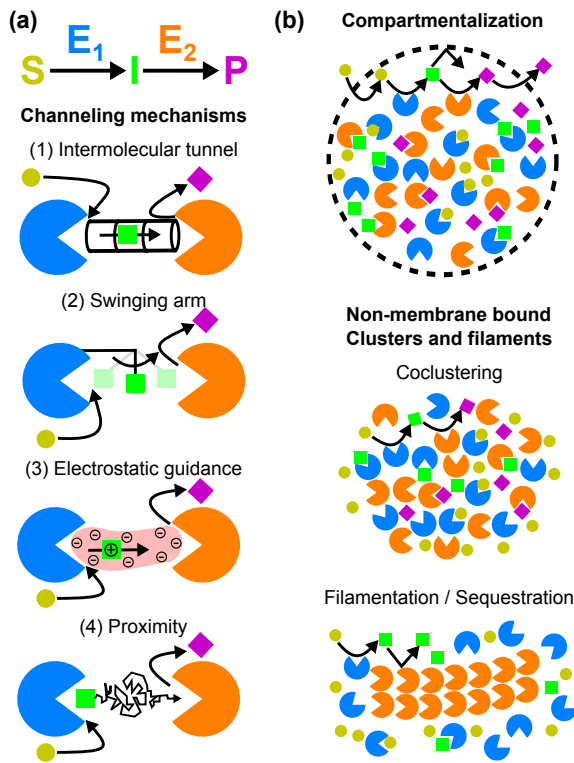 (a)
E1 E2
S I P
Channeling mechanisms
(1) Intermolecular tunnel
(2) Swinging arm
(3) Electrostatic guidance
(4) Proximity
(b)
Compartmentalization
Non-membrane bound
Clusters and filaments
Coclustering
Filamentation / Sequestration